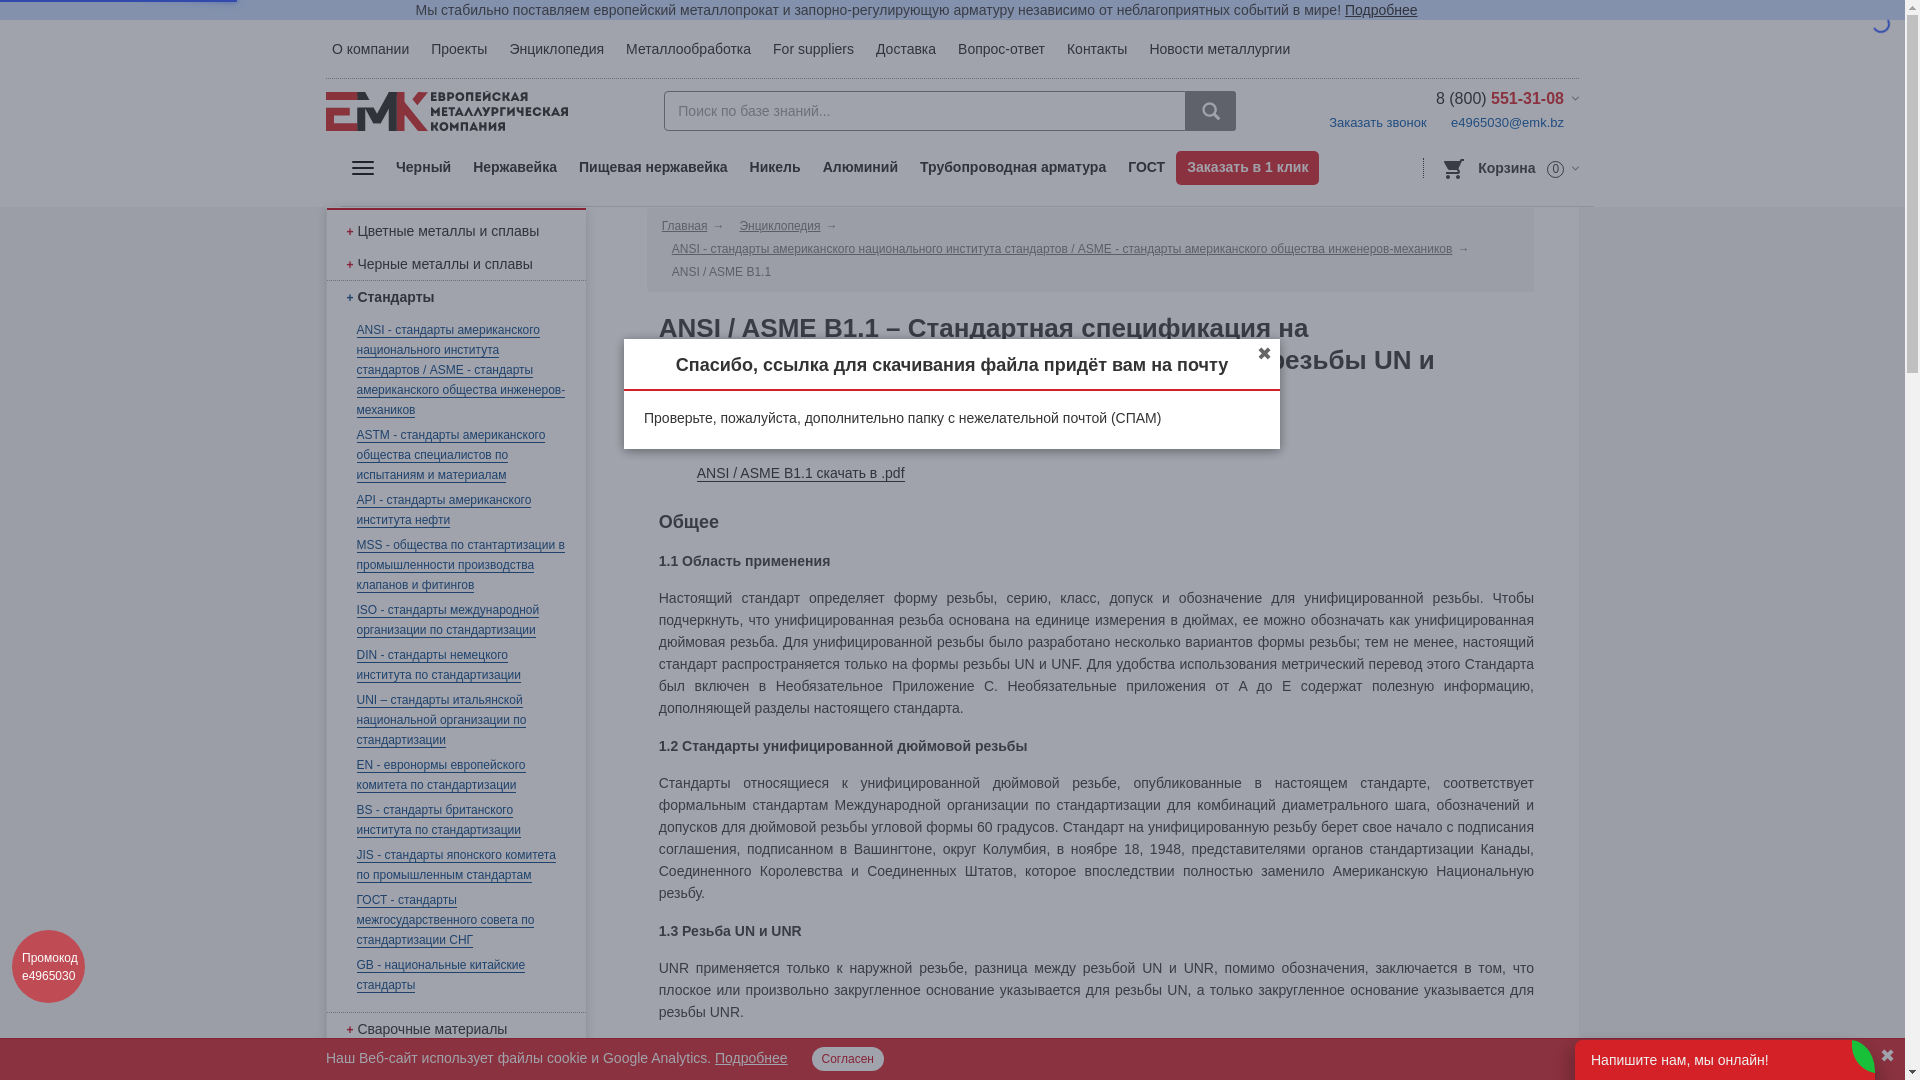 Мы стабильно поставляем европейский металлопрокат и запорно-регулирующую арматуру независимо от неблагоприятных событий в мире! Подробнее
О компании
Проекты
Энциклопедия
Металлообработка
For suppliers
Доставка
Вопрос-ответ
Контакты
Новости металлургии
ЕМК ЕВРОПЕЙСКАЯ
МЕТАЛЛУРГИЧЕСКАЯ
КОМПАНИЯ
Поиск по базе знаний...
8 (800) 551-31-08
Заказать звонок
e4965030@emk.bz
Черный
Нержавейка
Пищевая нержавейка
Никель
Алюминий
Трубопроводная арматура
ГОСТ
Заказать в 1 клик
Корзина 0
+ Цветные металлы и сплавы
+ Черные металлы и сплавы
+ Стандарты
ANSI - стандарты американского
национального института
стандартов / ASME - стандарты
американского общества инженеров-
механиков
ASTM - стандарты американского
общества специалистов по
испытаниям и материалам
API - стандарты американского
института нефти
MSS - общества по стантартизации в
промышленности производства
клапанов и фитингов
ISO - стандарты международной
организации по стандартизации
DIN - стандарты немецкого
института по стандартизации
UNI – стандарты итальянской
национальной организации по
стандартизации
EN - евронормы европейского
комитета по стандартизации
BS - стандарты британского
института по стандартизации
JIS - стандарты японского комитета
по промышленным стандартам
ГОСТ - стандарты
межгосударственного совета по
стандартизации СНГ
GB - национальные китайские
стандарты
+ Сварочные материалы
Главная →
Энциклопедия →
ANSI - стандарты американского национального института стандартов / ASME - стандарты американского общества инженеров-механиков →
ANSI / ASME B1.1
ANSI / ASME B1.1 – Стандартная спецификация на
резьбы UN и
Спасибо, ссылка для скачивания файла придёт вам на почту
✖
Проверьте, пожалуйста, дополнительно папку с нежелательной почтой (СПАМ)
ANSI / ASME B1.1 скачать в .pdf
Общее
1.1 Область применения
Настоящий стандарт определяет форму резьбы, серию, класс, допуск и обозначение для унифицированной резьбы. Чтобы
подчеркнуть, что унифицированная резьба основана на единице измерения в дюймах, ее можно обозначать как унифицированная
дюймовая резьба. Для унифицированной резьбы было разработано несколько вариантов формы резьбы; тем не менее, настоящий
стандарт распространяется только на формы резьбы UN и UNF. Для удобства использования метрический перевод этого Стандарта
был включен в Необязательное Приложение С. Необязательные приложения от А до Е содержат полезную информацию,
дополняющей разделы настоящего стандарта.
1.2 Стандарты унифицированной дюймовой резьбы
Стандарты относящиеся к унифицированной дюймовой резьбе, опубликованные в настоящем стандарте, соответствует
формальным стандартам Международной организации по стандартизации для комбинаций диаметрального шага, обозначений и
допусков для дюймовой резьбы угловой формы 60 градусов. Стандарт на унифицированную резьбу берет свое начало с подписания
соглашения, подписанном в Вашингтоне, округ Колумбия, в ноябре 18, 1948, представителями органов стандартизации Канады,
Соединенного Королевства и Соединенных Штатов, которое впоследствии полностью заменило Американскую Национальную
резьбу.
1.3 Резьба UN и UNR
UNR применяется только к наружной резьбе, разница между резьбой UN и UNR, помимо обозначения, заключается в том, что
плоское или произвольно закругленное основание указывается для резьбы UN, а только закругленное основание указывается для
резьбы UNR.
Промокод
e4965030
Наш Веб-сайт использует файлы cookie и Google Analytics. Подробнее
Согласен
Напишите нам, мы онлайн!
✖